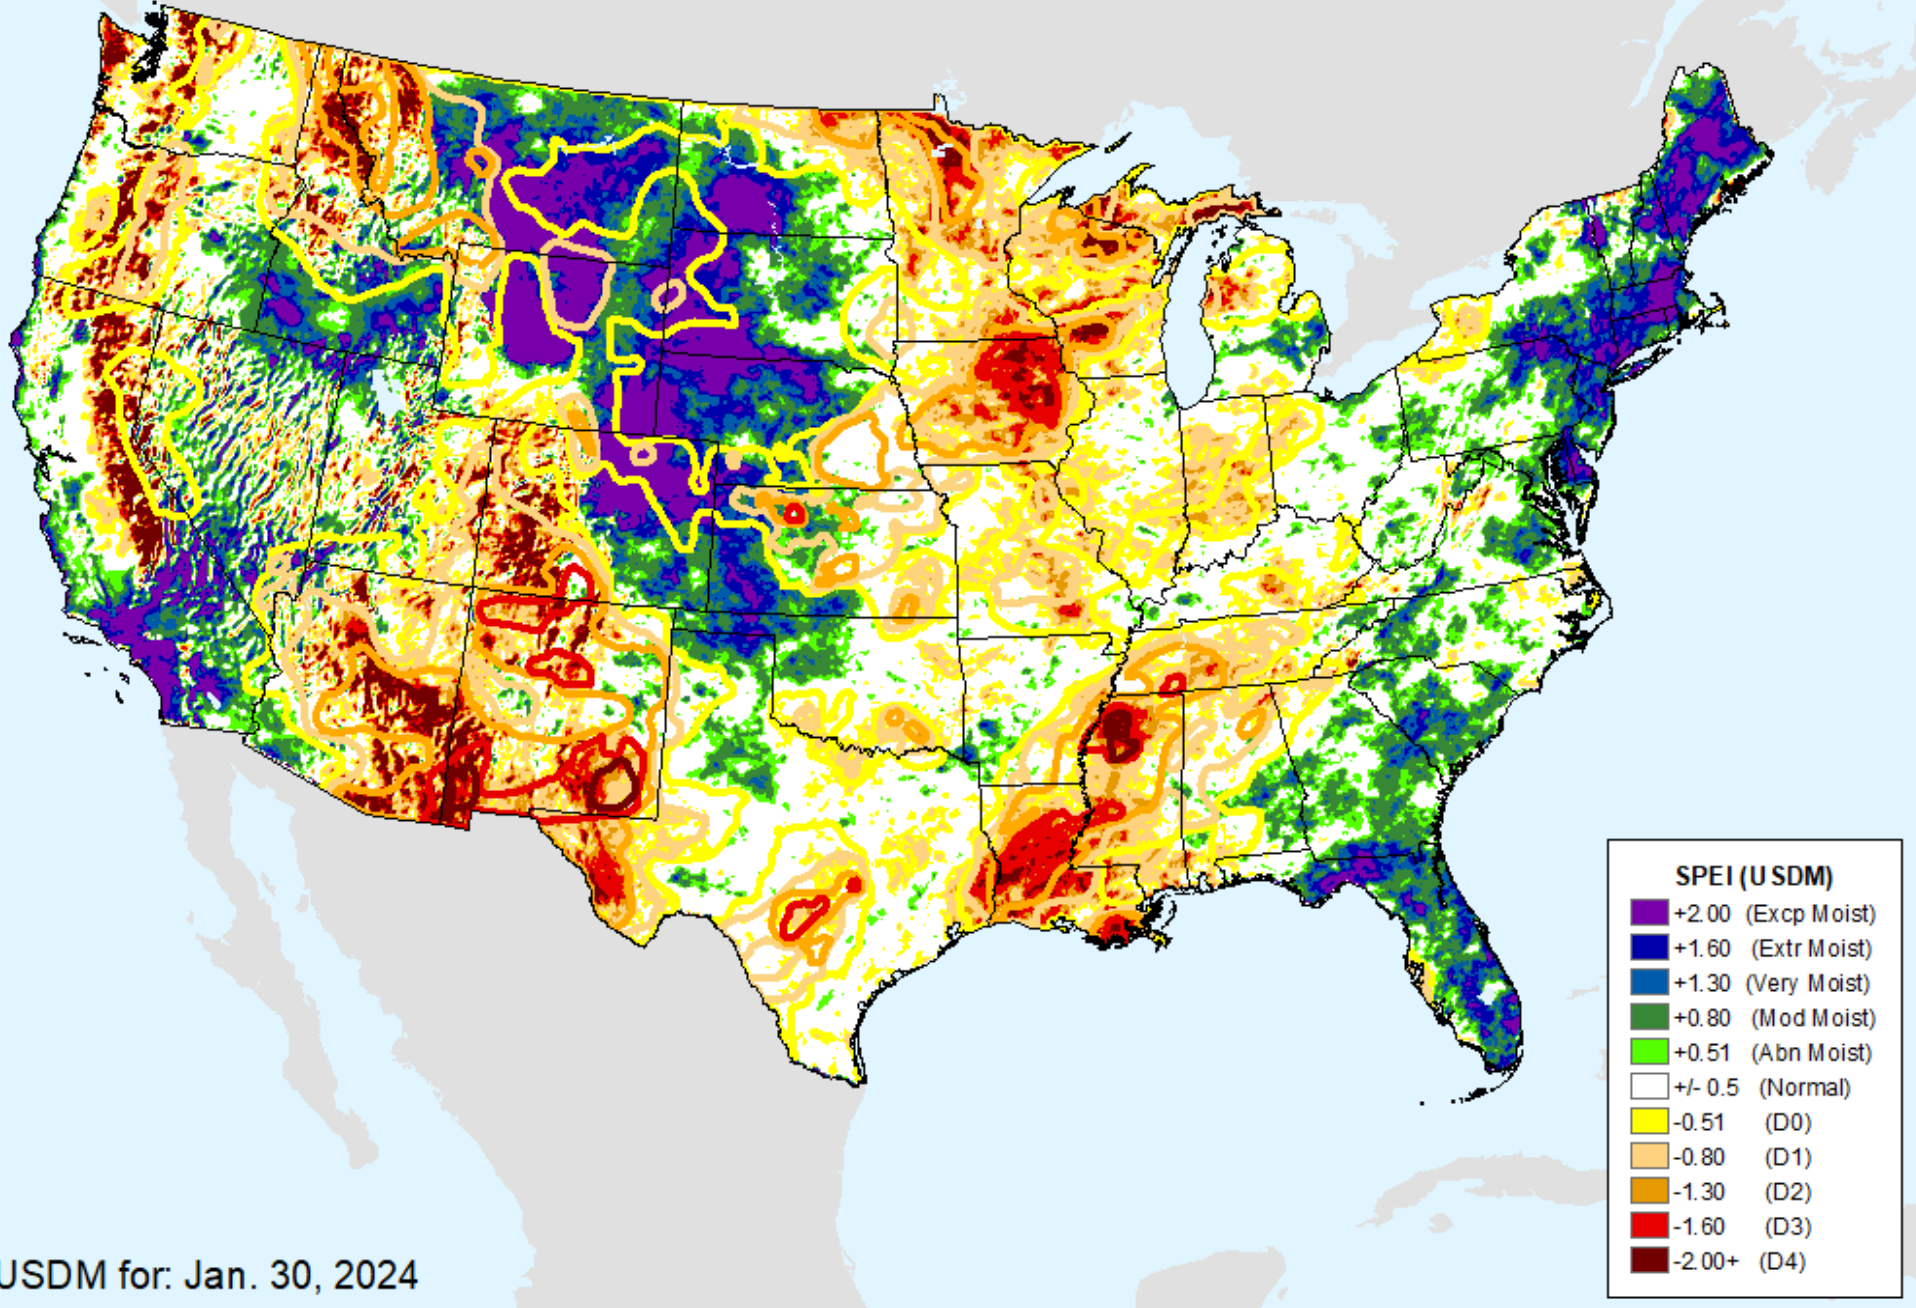 SPEI (USDM)
+2.00 (Excp Moist)
+1.60 (Extr Moist)
+1.30 (Very Moist)
+0.80 (Mod Moist)
+0.51 (Abn Moist)
+/- 0.5 (Normal)
-0.51 (D0)
-0.80 (D1)
-1.30 (D2)
-1.60 (D3)
-2.00+ (D4)
USDM for: Jan. 30, 2024